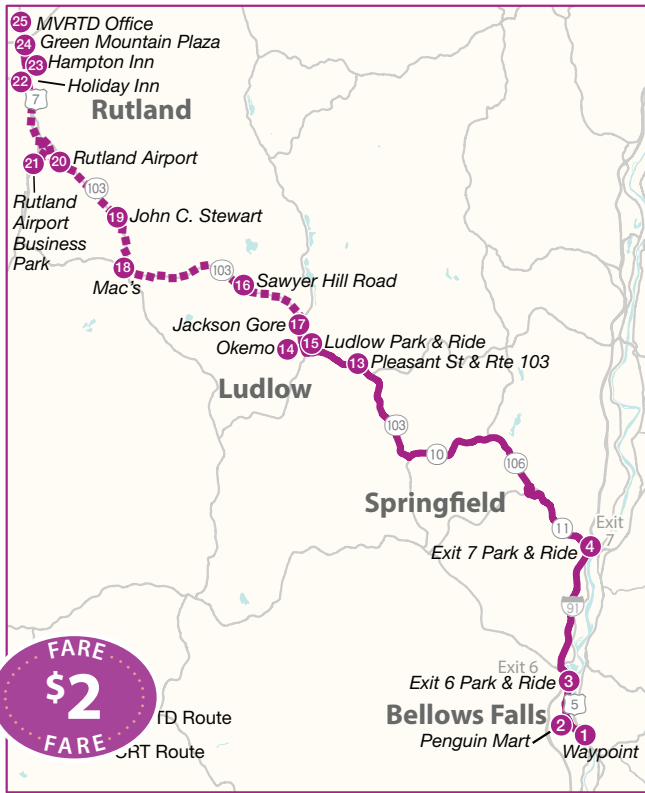 25 MVRTD Office
24 Green Mountain Plaza
23 Hampton Inn
22 Holiday Inn
7
Rutland
21 20 Rutland Airport
103
Rutland
Airport
Business
Park
19 John C. Stewart
18
Mac's
103
16 Sawyer Hill Road
Jackson Gore 17
15 Ludlow Park & Ride
Okemo 14
13 Pleasant St & Rte 103
Ludlow
103
10
106
Springfield
11
Exit
7
4
Exit 7 Park & Ride
91
Exit 6
Exit 6 Park & Ride 3
5
Bellows Falls
2
1
Penguin Mart
Waypoint
FARE
$2
FARE
TD Route
RT Route